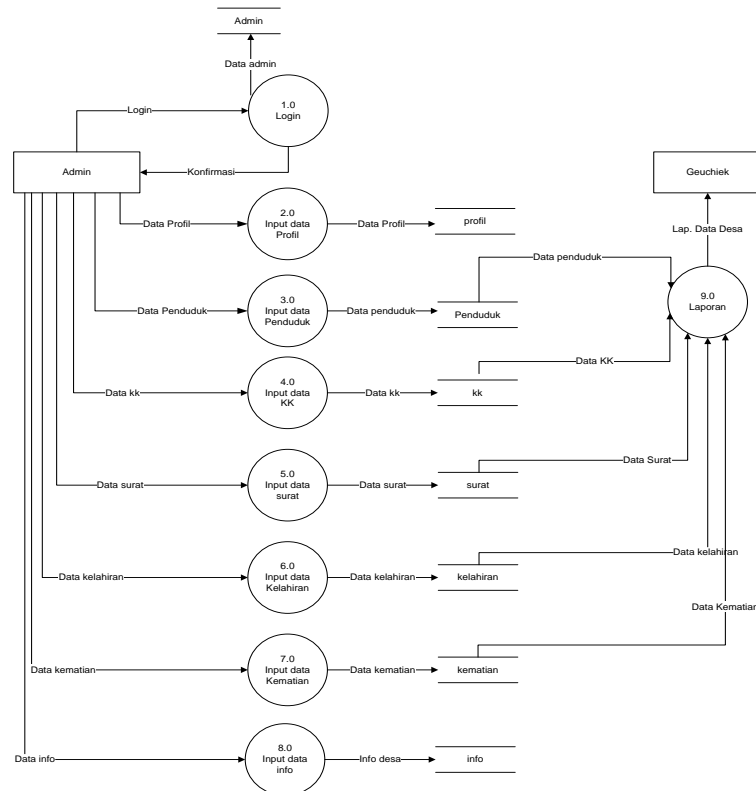 Admin
Data admin
1.0
Login
Login
Admin
Konfirmasi
Geuchiek
Data Profil
2.0
Input data
Profil
Data Profil
profil
Lap. Data Desa
Data penduduk
Data Penduduk
3.0
Input data
Penduduk
Data penduduk
Penduduk
9.0
Laporan
Data KK
Data kk
4.0
Input data
KK
Data kk
kk
Data Surat
Data surat
5.0
Input data
surat
Data surat
surat
Data kelahiran
Data kelahiran
6.0
Input data
Kelahiran
Data kelahiran
kelahiran
Data Kematian
Data kematian
7.0
Input data
Kematian
Data kematian
kematian
Data info
8.0
Input data
info
Info desa
info